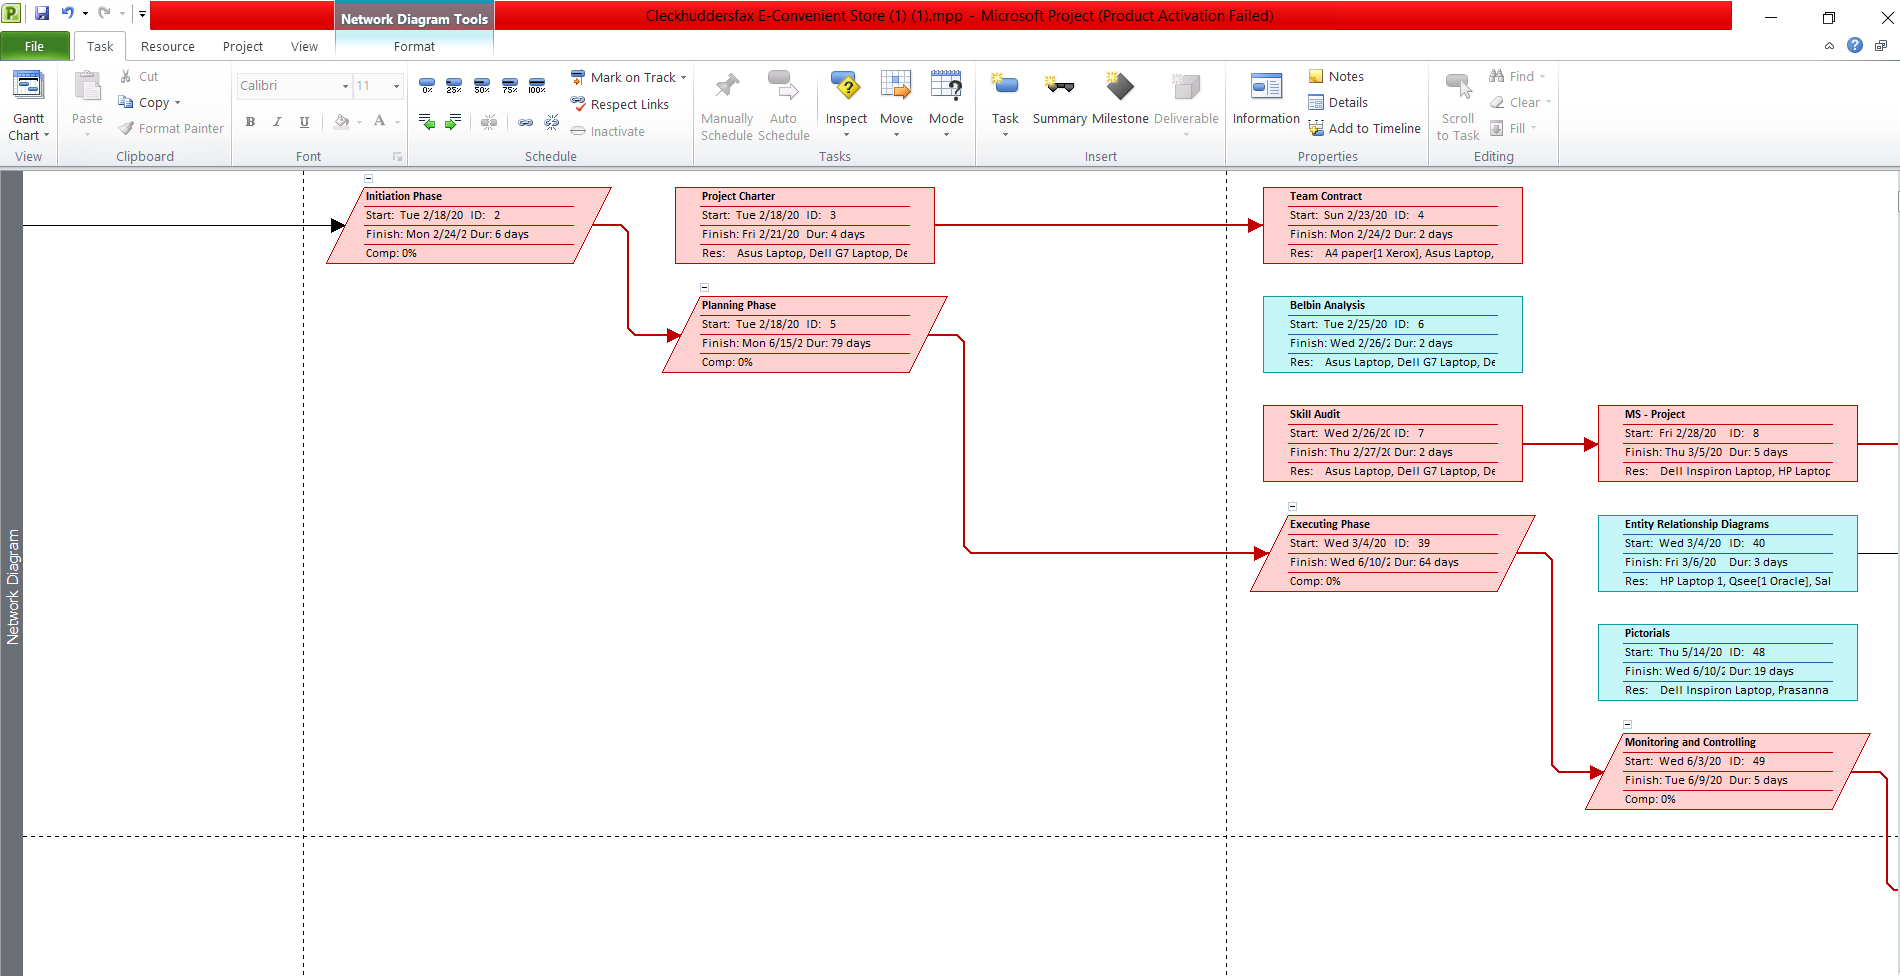 Network Diagram Tools
Cleckhuddersfax E-Convenient Store (1) (1).mpp - Microsoft Project (Product Activation Failed)
File
Task
Resource
Project
View
Format
Gantt
Chart
View
Paste
Cut
Copy
Format Painter
Clipboard
Calibri
11
B
I
U
A
Font
0%
25%
50%
75%
100%
Mark on Track
Respect Links
Inactivate
Schedule
Manually
Schedule
Auto
Schedule
Inspect
Move
Mode
Tasks
Task
Summary
Milestone
Deliverable
Insert
Information
Notes
Details
Add to Timeline
Properties
Scroll
to Task
Find
Clear
Fill
Editing
Network Diagram
Initiation Phase
Start: Tue 2/18/20 ID: 2
Finish: Mon 2/24/2 Dur: 6 days
Comp: 0%
Project Charter
Start: Tue 2/18/20 ID: 3
Finish: Fri 2/21/20 Dur: 4 days
Res: Asus Laptop, Dell G7 Laptop, De
Team Contract
Start: Sun 2/23/20 ID: 4
Finish: Mon 2/24/2 Dur: 2 days
Res: A4 paper[1 Xerox], Asus Laptop,
Planning Phase
Start: Tue 2/18/20 ID: 5
Finish: Mon 6/15/2 Dur: 79 days
Comp: 0%
Belbin Analysis
Start: Tue 2/25/20 ID: 6
Finish: Wed 2/26/2 Dur: 2 days
Res: Asus Laptop, Dell G7 Laptop, De
Skill Audit
Start: Wed 2/26/20 ID: 7
Finish: Thu 2/27/20 Dur: 2 days
Res: Asus Laptop, Dell G7 Laptop, De
MS - Project
Start: Fri 2/28/20 ID: 8
Finish: Thu 3/5/20 Dur: 5 days
Res: Dell Inspiron Laptop, HP Laptop
Executing Phase
Start: Wed 3/4/20 ID: 39
Finish: Wed 6/10/2 Dur: 64 days
Comp: 0%
Entity Relationship Diagrams
Start: Wed 3/4/20 ID: 40
Finish: Fri 3/6/20 Dur: 3 days
Res: HP Laptop 1, Qsee[1 Oracle], Sal
Pictorials
Start: Thu 5/14/20 ID: 48
Finish: Wed 6/10/2 Dur: 19 days
Res: Dell Inspiron Laptop, Prasanna
Monitoring and Controlling
Start: Wed 6/3/20 ID: 49
Finish: Tue 6/9/20 Dur: 5 days
Comp: 0%